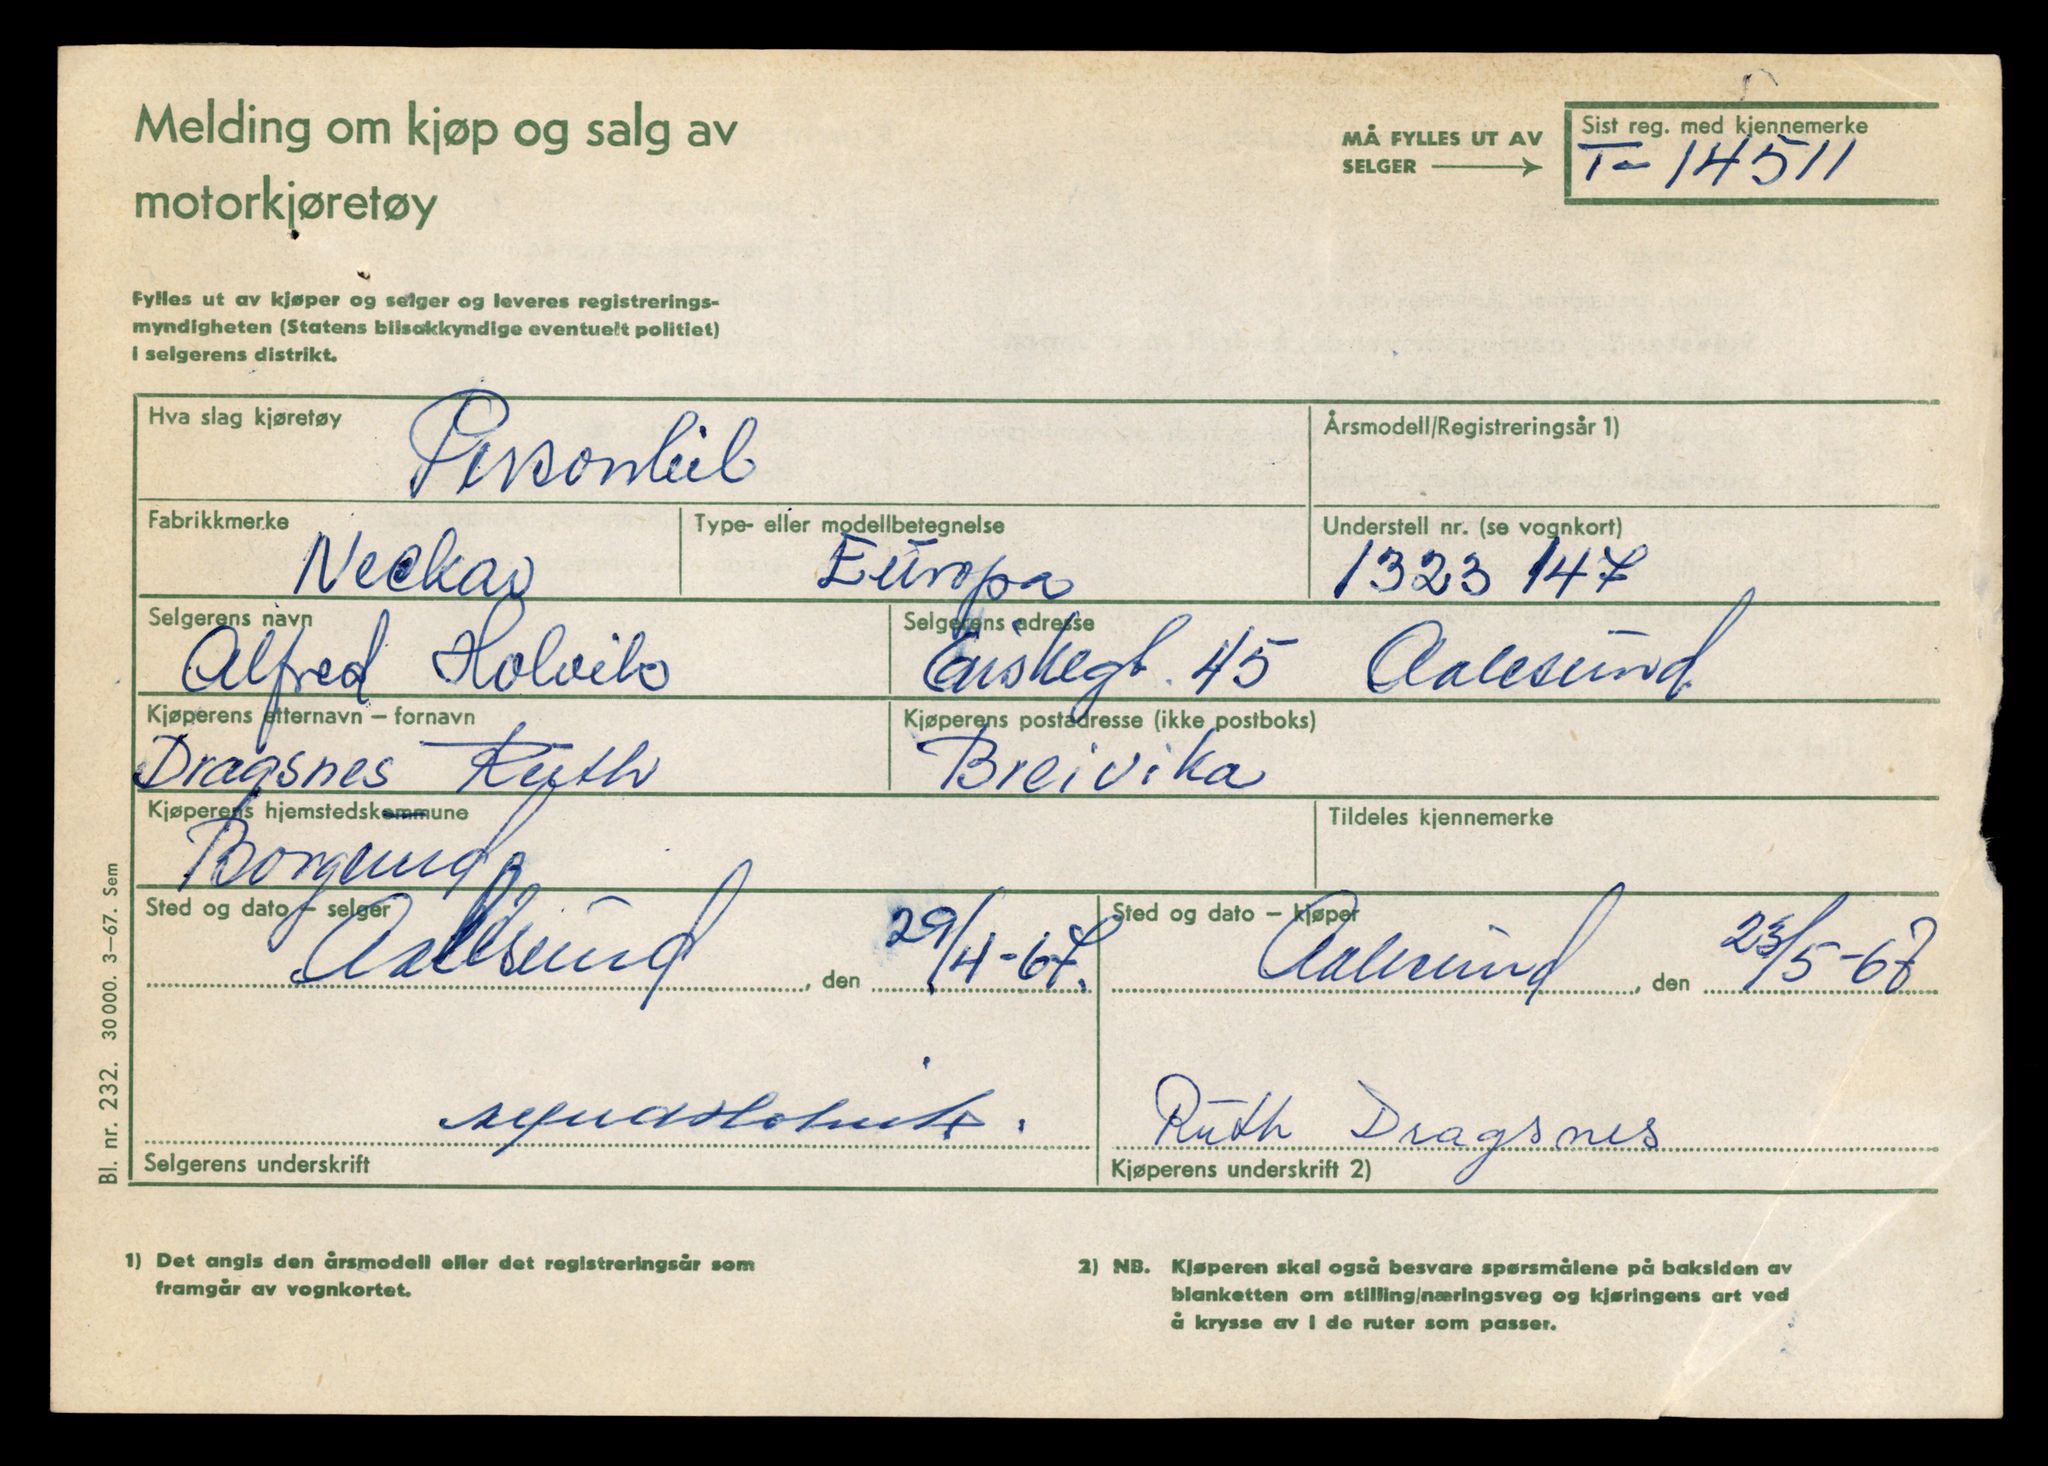 Melding om kjøp og salg av
motorkjøretøy
MÅ FYLLES UT AV
SELGER
Sist reg. med kjennemerke
T- 14511
Fylles ut av kjøper og selger og leveres registrerings-
myndigheten (Statens bilsakkyndige eventuelt politiet)
i selgerens distrikt.
Hva slag kjøretøy
Personbil
Årsmodell/Registreringsår 1)
Fabrikkmerke
Neckar
Type- eller modellbetegnelse
Europa
Understell nr. (se vognkort)
1323 147
Selgerens navn
Alfred Holvik
Selgerens adresse
45 Aalesund
Kjøperens etternavn – fornavn
Dragsnes Ruth
Kjøperens postadresse (ikke postboks)
Breivika
Kjøperens hjemstedskommune
Borgund
Tildeles kjennemerke
Sted og dato – selger
Aalesund, den 29/4-67.
Sted og dato – kjøper
Aalesund, den 23/5-67
Selgerens underskrift
Ruth Dragsnes
Kjøperens underskrift 2)
Bl. nr. 232. 30 000. 3–67. Sem
1) Det angis den årsmodell eller det registreringsår som
framgår av vognkortet.
2) NB. Kjøperen skal også besvare spørsmålene på baksiden av
blanketten om stilling/næringsveg og kjøringens art ved
å krysse av i de ruter som passer.